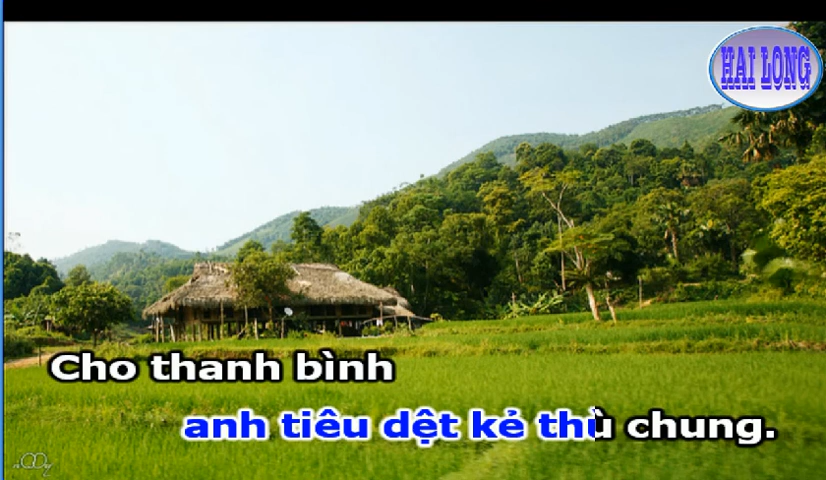 HAI LONG
Cho thanh bình
anh tiêu dệt kẻ thù chung.